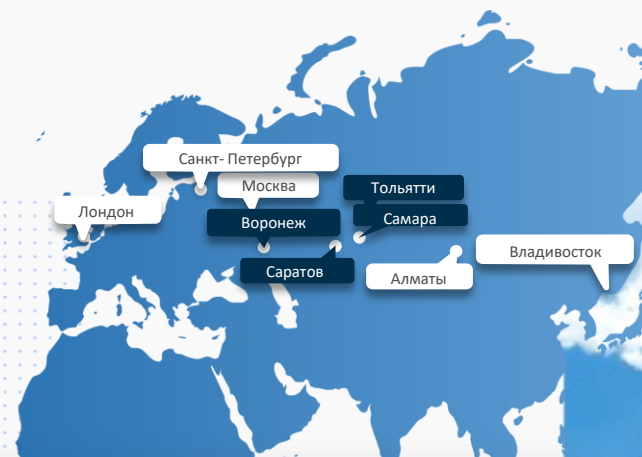 Санкт- Петербург
Москва
Тольятти
Лондон
Воронеж
Самара
Владивосток
Саратов
Алматы